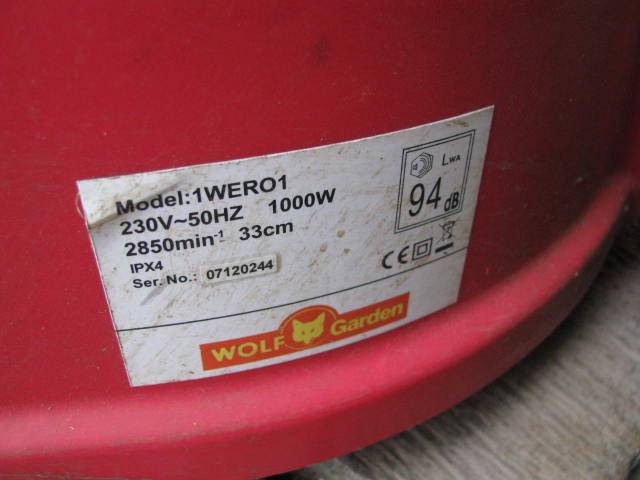 Model:1WERO1
230V~50HZ 1000W
2850min-1 33cm
IPX4
Ser. No.: 07120244
LWA
94 dB
CE
WOLF Garden